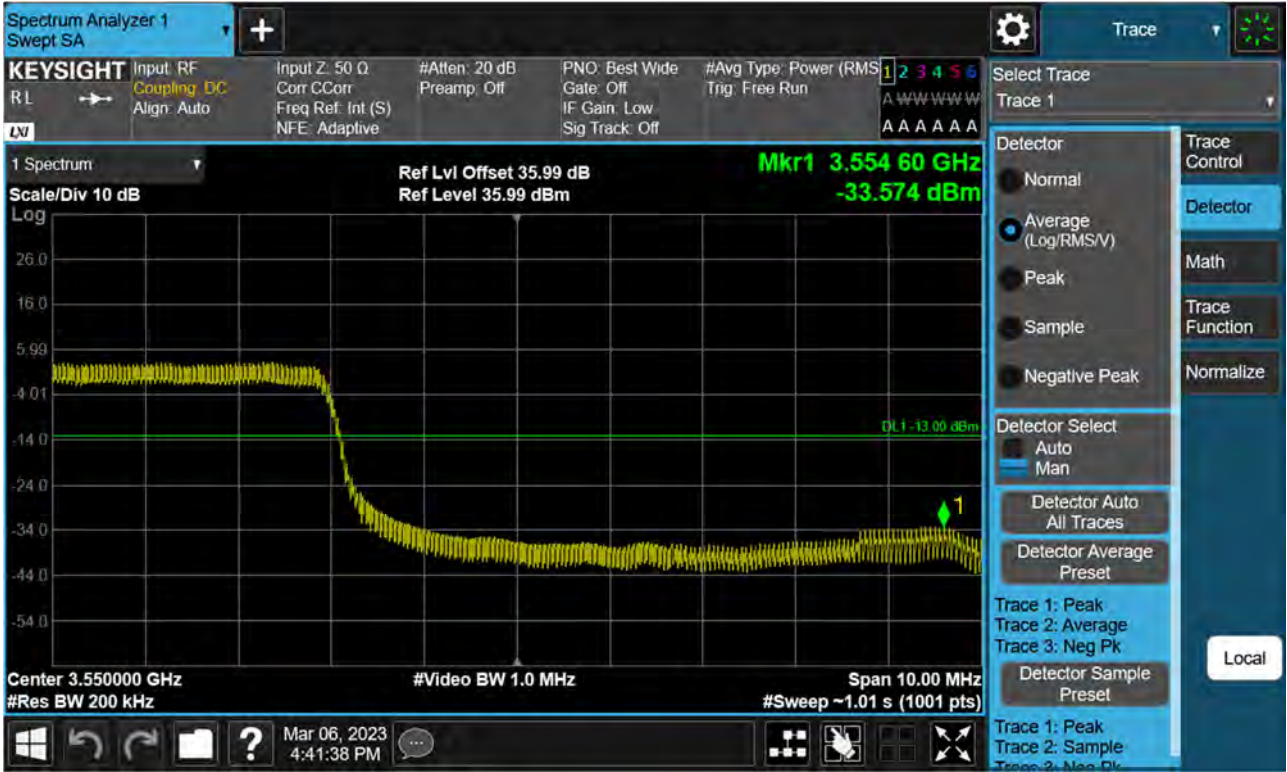 Spectrum Analyzer 1
Swept SA
+
Trace
KEYSIGHT
RL
LXI
Input: RF
Coupling: DC
Align: Auto
Input Z: 50 Ω
Corr CCorr
Freq Ref: Int (S)
NFE: Adaptive
#Atten: 20 dB
Preamp: Off
PNO: Best Wide
Gate: Off
IF Gain: Low
Sig Track: Off
#Avg Type: Power (RMS
Trig: Free Run
1 2 3 4 5 6
A W W W W W
A A A A A A
Select Trace
Trace 1
1 Spectrum
Scale/Div 10 dB
Log
Ref Lvl Offset 35.99 dB
Ref Level 35.99 dBm
Mkr1 3.554 60 GHz
-33.574 dBm
26.0
16.0
5.99
-4.01
-14.0
-24.0
-34.0
-44.0
-54.0
DL1 -13.00 dBm
1
Center 3.550000 GHz
#Res BW 200 kHz
#Video BW 1.0 MHz
Span 10.00 MHz
#Sweep ~1.01 s (1001 pts)
Detector
Normal
Average
(Log/RMS/V)
Peak
Sample
Negative Peak
Detector Select
Auto
Man
Detector Auto
All Traces
Detector Average
Preset
Trace 1: Peak
Trace 2: Average
Trace 3: Neg Pk
Detector Sample
Preset
Trace 1: Peak
Trace 2: Sample
Trace 3: Neg Pk
Trace
Control
Detector
Math
Trace
Function
Normalize
Local
?
Mar 06, 2023
4:41:38 PM